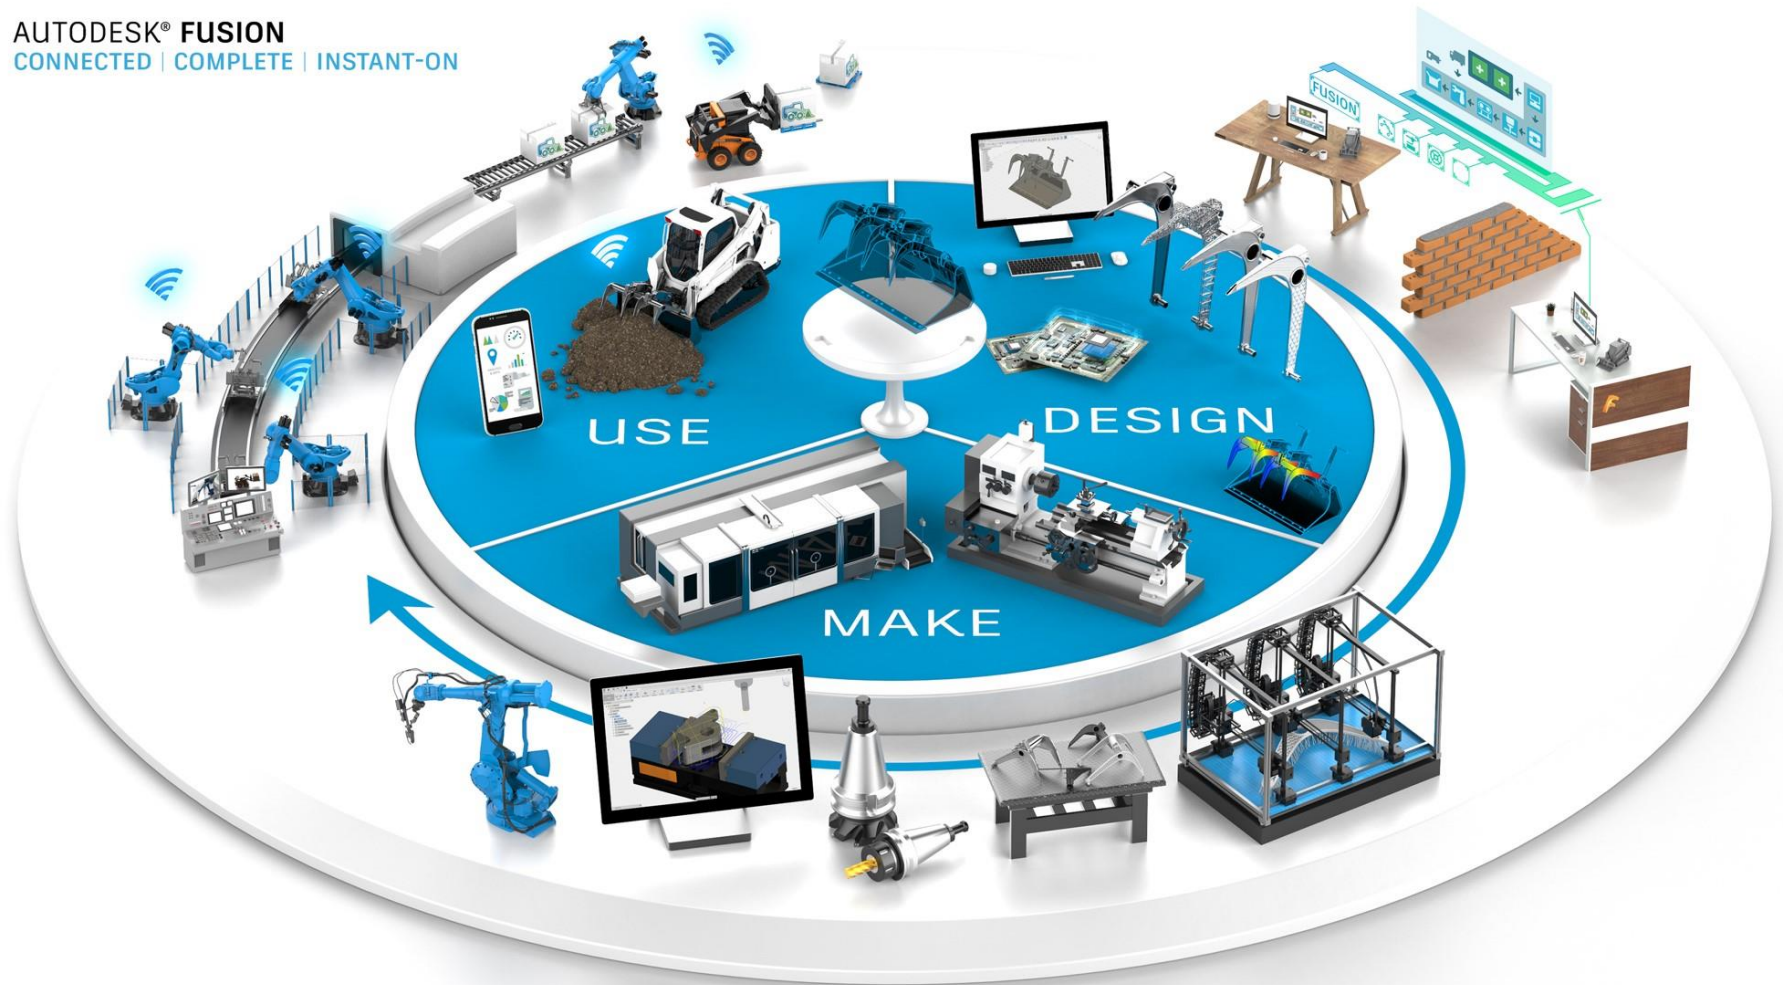 AUTODESK® FUSION
CONNECTED | COMPLETE | INSTANT-ON
FUSION
USE
DESIGN
MAKE